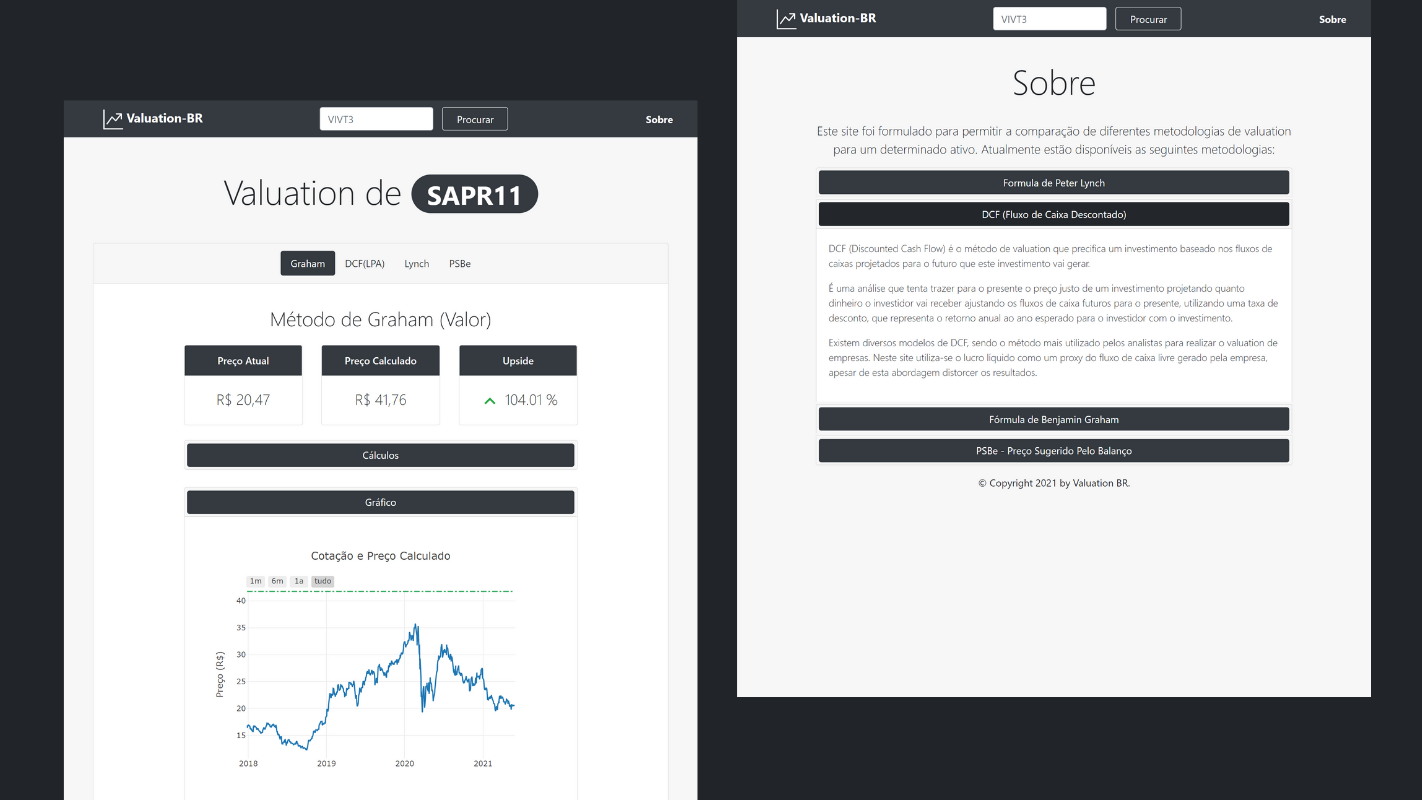 Valuation-BR
VIVT3
Procurar
Sobre
Valuation de SAPR11
Graham
DCF(LPA)
Lynch
PSBe
Método de Graham (Valor)
Preço Atual
Preço Calculado
Upside
R$ 20,47
R$ 41,76
104.01 %
Cálculos
Gráfico
Cotação e Preço Calculado
1m 6m 1a tudo
40
35
30
25
20
15
Preço (R$)
2018 2019 2020 2021
Valuation-BR
VIVT3
Procurar
Sobre
Sobre
Este site foi formulado para permitir a comparação de diferentes metodologias de valuation
para um determinado ativo. Atualmente estão disponíveis as seguintes metodologias:
Formula de Peter Lynch
DCF (Fluxo de Caixa Descontado)
DCF (Discounted Cash Flow) é o método de valuation que precifica um investimento baseado nos fluxos de
caixas projetados para o futuro que este investimento vai gerar.
É uma análise que tenta trazer para o presente o preço justo de um investimento projetando quanto
dinheiro o investidor vai receber ajustando os fluxos de caixa futuros para o presente, utilizando uma taxa de
desconto, que representa o retorno anual ao ano esperado para o investidor com o investimento.
Existem diversos modelos de DCF, sendo o método mais utilizado pelos analistas para realizar o valuation de
empresas. Neste site utiliza-se o lucro líquido como um proxy do fluxo de caixa livre gerado pela empresa,
apesar de esta abordagem distorcer os resultados.
Fórmula de Benjamin Graham
PSBe - Preço Sugerido Pelo Balanço
© Copyright 2021 by Valuation BR.